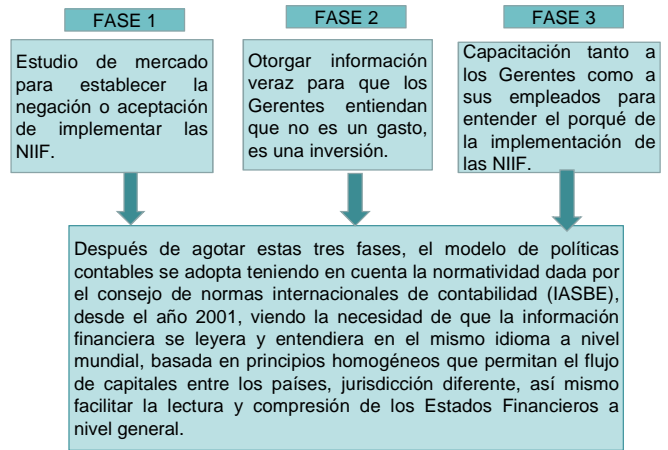 FASE 1
Estudio de mercado
para establecer la
negación o aceptación
de implementar las
NIIF.
FASE 2
Otorgar información
veraz para que los
Gerentes entiendan
que no es un gasto,
es una inversión.
FASE 3
Capacitación tanto a
los Gerentes como a
sus empleados para
entender el porqué de
la implementación de
las NIIF.
Después de agotar estas tres fases, el modelo de políticas
contables se adopta teniendo en cuenta la normatividad dada por
el consejo de normas internacionales de contabilidad (IASBE),
desde el año 2001, viendo la necesidad de que la información
financiera se leyera y entendiera en el mismo idioma a nivel
mundial, basada en principios homogéneos que permitan el flujo
de capitales entre los países, jurisdicción diferente, así mismo
facilitar la lectura y compresión de los Estados Financieros a
nivel general.